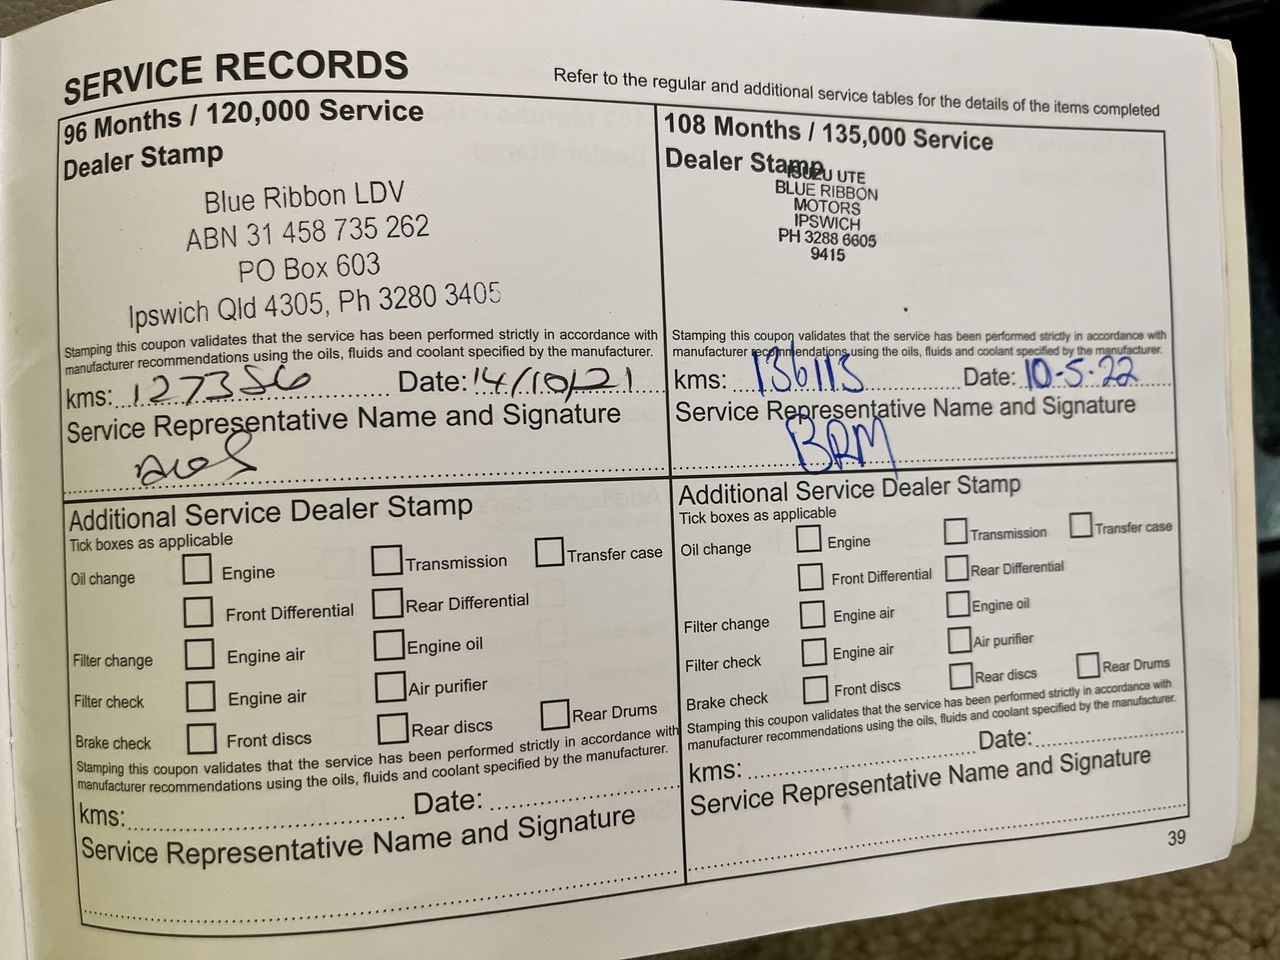 SERVICE RECORDS
Refer to the regular and additional service tables for the details of the items completed
96 Months / 120,000 Service
Dealer Stamp
Blue Ribbon LDV
ABN 31 458 735 262
PO Box 603
Ipswich Qld 4305, Ph 3280 3405
Stamping this coupon validates that the service has been performed strictly in accordance with
manufacturer recommendations using the oils, fluids and coolant specified by the manufacturer.
kms: 127356 Date: 14/10/21
Service Representative Name and Signature
Additional Service Dealer Stamp
Tick boxes as applicable
Oil change Engine Transmission Transfer case
Front Differential Rear Differential
Filter change Engine air Engine oil
Filter check Engine air Air purifier
Brake check Front discs Rear discs Rear Drums
Stamping this coupon validates that the service has been performed strictly in accordance with
manufacturer recommendations using the oils, fluids and coolant specified by the manufacturer.
kms: Date:
Service Representative Name and Signature
108 Months / 135,000 Service
Dealer Stamp
ISUZU UTE
BLUE RIBBON
MOTORS
IPSWICH
PH 3288 6605
9415
Stamping this coupon validates that the service has been performed strictly in accordance with
manufacturer recommendations using the oils, fluids and coolant specified by the manufacturer.
kms: 136113 Date: 10-5-22
Service Representative Name and Signature
BRM
Additional Service Dealer Stamp
Tick boxes as applicable
Oil change Engine Transmission Transfer case
Front Differential Rear Differential
Filter change Engine air Engine oil
Filter check Engine air Air purifier
Brake check Front discs Rear discs Rear Drums
Stamping this coupon validates that the service has been performed strictly in accordance with
manufacturer recommendations using the oils, fluids and coolant specified by the manufacturer.
kms: Date:
Service Representative Name and Signature
39